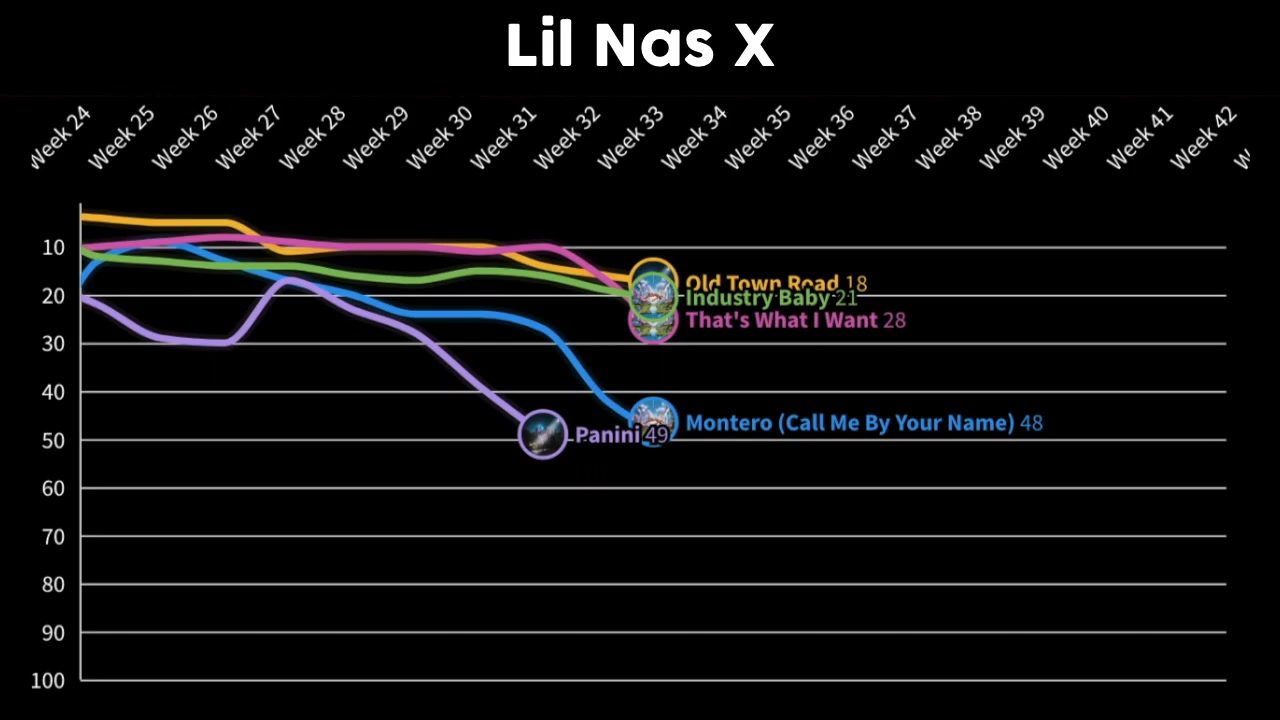 Lil Nas X
Week 24
Week 25
Week 26
Week 27
Week 28
Week 29
Week 30
Week 31
Week 32
Week 33
Week 34
Week 35
Week 36
Week 37
Week 38
Week 39
Week 40
Week 41
Week 42
W
10
20
30
40
50
60
70
80
90
100
Old Town Road 18
Industry Baby 21
That's What I Want 28
Montero (Call Me By Your Name) 48
Panini 49